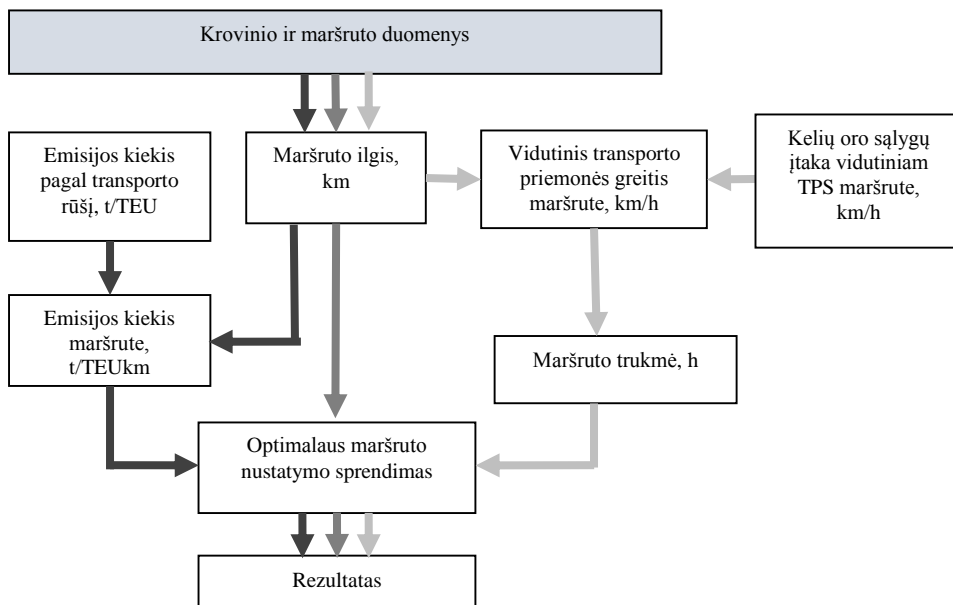 Krovinio ir maršruto duomenys
Emisijos kiekis
pagal transporto
rūšį, t/TEU
Maršruto ilgis,
km
Vidutinis transporto
priemonės greitis
maršrute, km/h
Kelių oro sąlygų
įtaka vidutiniam
TPS maršrute,
km/h
Emisijos kiekis
maršrute,
t/TEUkm
Maršruto trukmė, h
Optimalaus maršruto
nustatymo sprendimas
Rezultatas